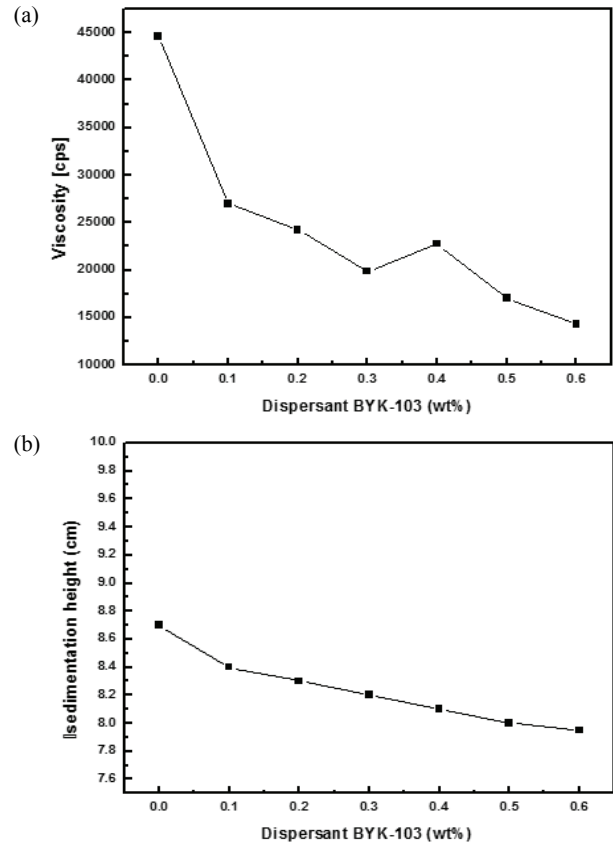 (a)
45000
40000
35000
30000
25000
20000
15000
10000
Viscosity [cps]
0.0 0.1 0.2 0.3 0.4 0.5 0.6
Dispersant BYK-103 (wt%)
(b)
10.0
9.8
9.6
9.4
9.2
9.0
8.8
8.6
8.4
8.2
8.0
7.8
7.6
sedimentation height (cm)
0.0 0.1 0.2 0.3 0.4 0.5 0.6
Dispersant BYK-103 (wt%)